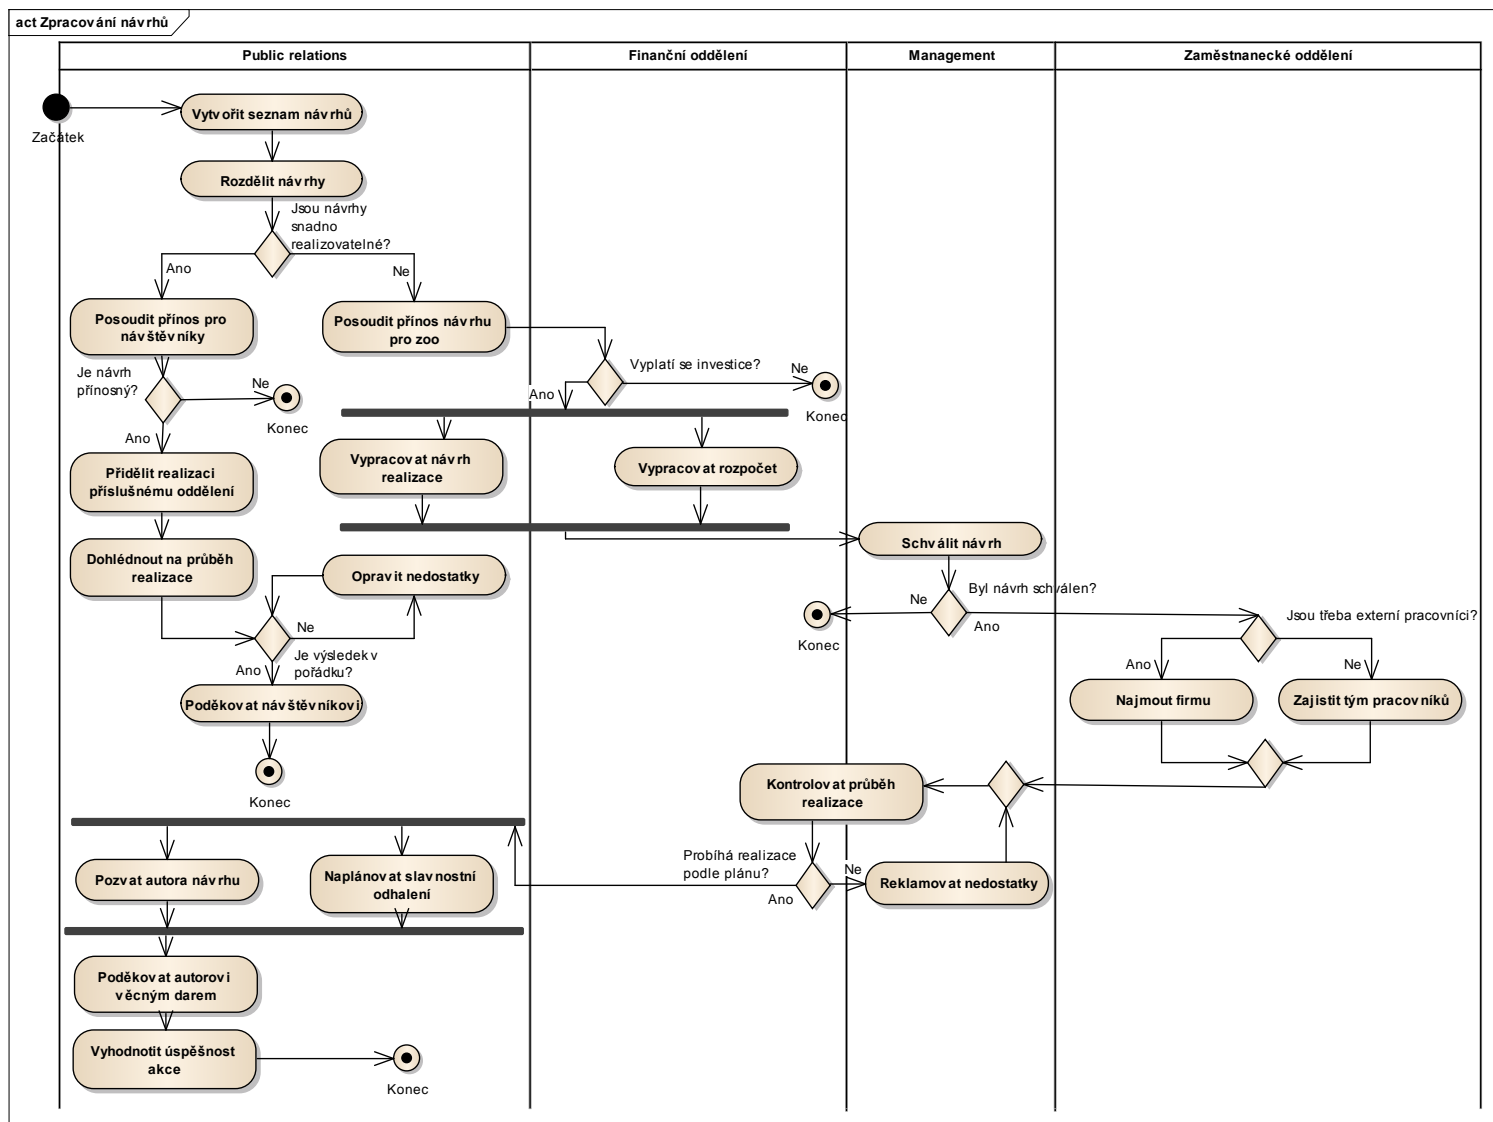 act Zpracování návrhů
Public relations
Finanční oddělení
Management
Zaměstnanecké oddělení
Začátek
Vytvořit seznam návrhů
Rozdělit návrhy
Jsou návrhy
snadno
realizovatelné?
Ano
Ne
Posoudit přínos pro
návštěvníky
Posoudit přínos návrhu
pro zoo
Je návrh
přínosný?
Ne
Konec
Ano
Vyplatí se investice?
Ne
Konec
Ano
Přidělit realizaci
příslušnému oddělení
Vypracovat návrh
realizace
Vypracovat rozpočet
Dohlédnout na průběh
realizace
Opravit nedostatky
Schválit návrh
Byl návrh schválen?
Ne
Ano
Konec
Jsou třeba externí pracovníci?
Ne
Je výsledek v
pořádku?
Ano
Ano
Ne
Poděkovat návštěvníkovi
Najmout firmu
Zajistit tým pracovníků
Konec
Kontrolovat průběh
realizace
Probíhá realizace
podle plánu?
Ne
Ano
Reklamovat nedostatky
Pozvat autora návrhu
Naplánovat slavnostní
odhalení
Poděkovat autorovi
věcným darem
Vyhodnotit úspěšnost
akce
Konec